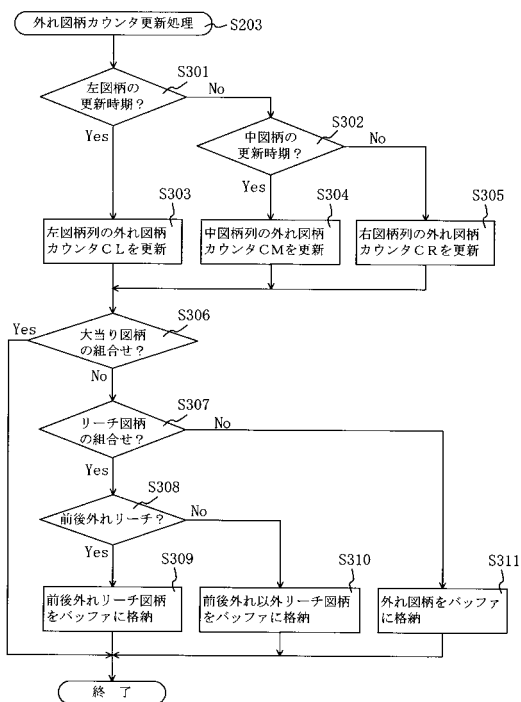 外れ図柄カウンタ更新処理
S203
S301
左図柄の
更新時期？
No
Yes
S302
中図柄の
更新時期？
No
Yes
S303
左図柄列の外れ図柄
カウンタＣＬを更新
S304
中図柄列の外れ図柄
カウンタＣＭを更新
S305
右図柄列の外れ図柄
カウンタＣＲを更新
S306
Yes
大当り図柄
の組合せ？
No
S307
リーチ図柄
の組合せ？
No
Yes
S308
前後外れリーチ？
No
Yes
S309
前後外れリーチ図柄
をバッファに格納
S310
前後外れ以外リーチ図柄
をバッファに格納
S311
外れ図柄をバッファ
に格納
終 了